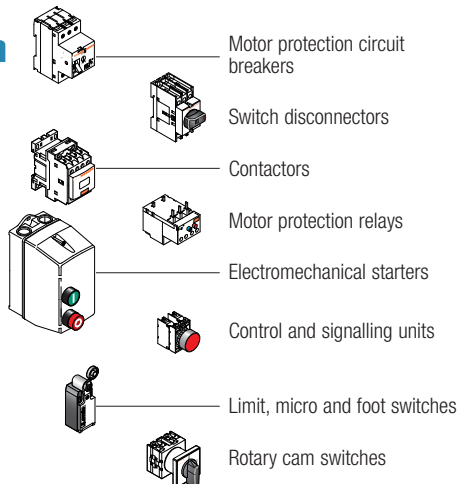 Motor protection circuit
breakers
Switch disconnectors
Contactors
Motor protection relays
Electromechanical starters
Control and signalling units
Limit, micro and foot switches
Rotary cam switches